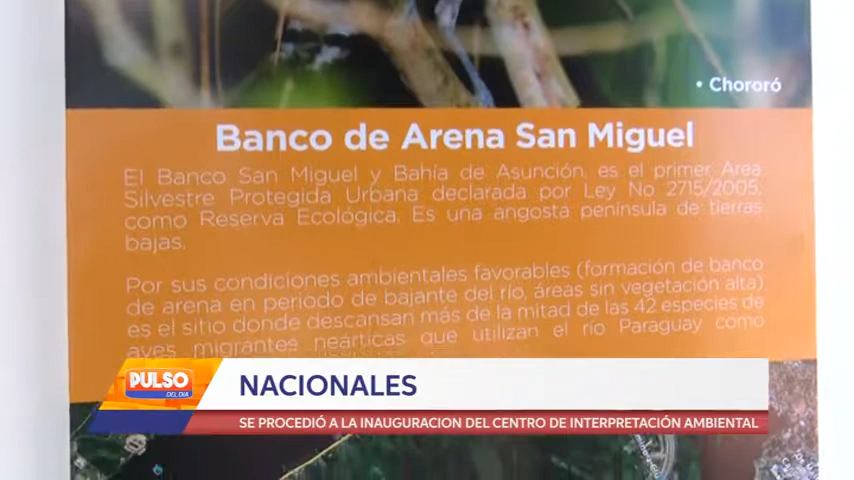 • Chororó
Banco de Arena San Miguel
El Banco San Miguel y Bahía de Asunción, es el primer Area
Silvestre Protegida Urbana declarada por Ley No 2715/2005,
como Reserva Ecológica. Es una angosta península de tierras
bajas.
Por sus condiciones ambientales favorables (formación de banco
de arena en periodo de bajante del río, áreas sin vegetación alta)
es el sitio donde descansan más de la mitad de las 42 especies de
aves migrantes neárticas que utilizan el río Paraguay como
PULSO
DEL DIA
NACIONALES
SE PROCEDIÓ A LA INAUGURACION DEL CENTRO DE INTERPRETACIÓN AMBIENTAL